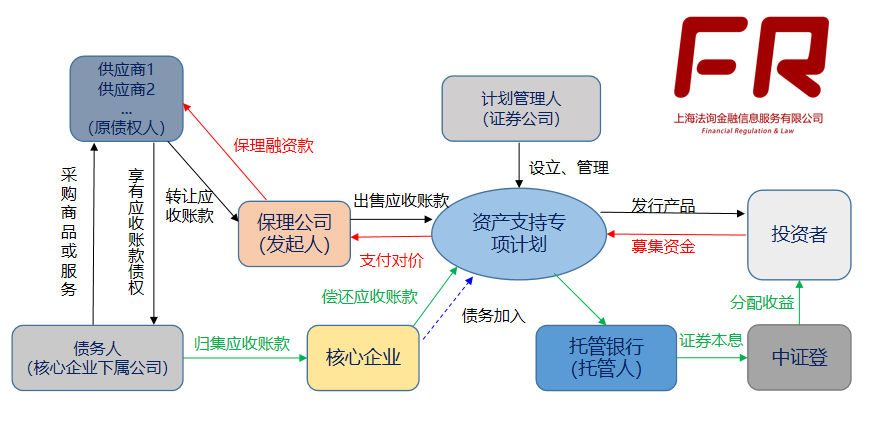 FR
上海法询金融信息服务有限公司
Financial Regulation & Law
供应商1
供应商2
...
（原债权人）
计划管理人
（证券公司）
保理融资款
设立、管理
采购商品或服务
享有应收账款债权
转让应
收账款
保理公司
（发起人）
出售应收账款
支付对价
资产支持专
项计划
发行产品
募集资金
投资者
偿还应收账款
债务加入
分配收益
债务人
（核心企业下属公司）
归集应收账款
核心企业
托管银行
（托管人）
证券本息
中证登